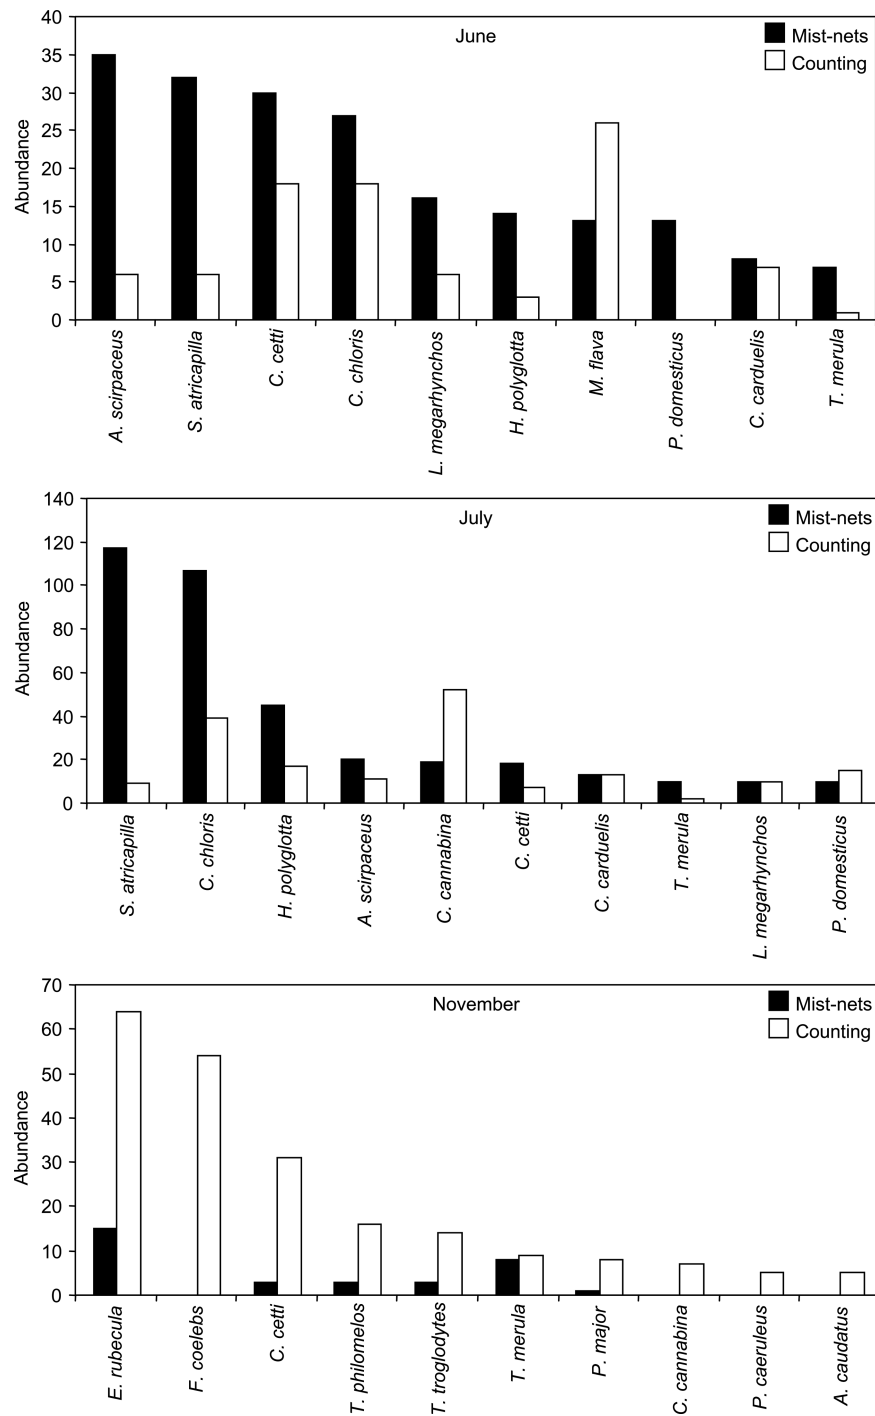 40
35
30
25
20
15
10
5
0
Abundance
June
Mist-nets
Counting
A. scirpaceus
S. atricapilla
C. cetti
C. chloris
L. megarhynchos
H. polyglotta
M. flava
P. domesticus
C. carduelis
T. merula
140
120
100
80
60
40
20
0
Abundance
July
Mist-nets
Counting
S. atricapilla
C. chloris
H. polyglotta
A. scirpaceus
C. cannabina
C. cetti
C. carduelis
T. merula
L. megarhynchos
P. domesticus
70
60
50
40
30
20
10
0
Abundance
November
Mist-nets
Counting
E. rubecula
F. coelebs
C. cetti
T. philomelos
T. troglodytes
T. merula
P. major
C. cannabina
P. caeruleus
A. caudatus